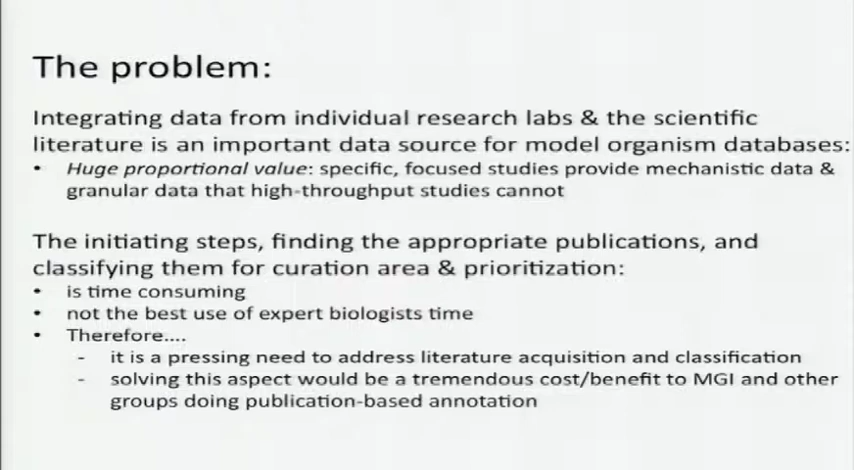 The problem:
Integrating data from individual research labs & the scientific
literature is an important data source for model organism databases:
• Huge proportional value: specific, focused studies provide mechanistic data &
granular data that high-throughput studies cannot
The initiating steps, finding the appropriate publications, and
classifying them for curation area & prioritization:
• is time consuming
• not the best use of expert biologists time
• Therefore....
- it is a pressing need to address literature acquisition and classification
- solving this aspect would be a tremendous cost/benefit to MGI and other
groups doing publication-based annotation